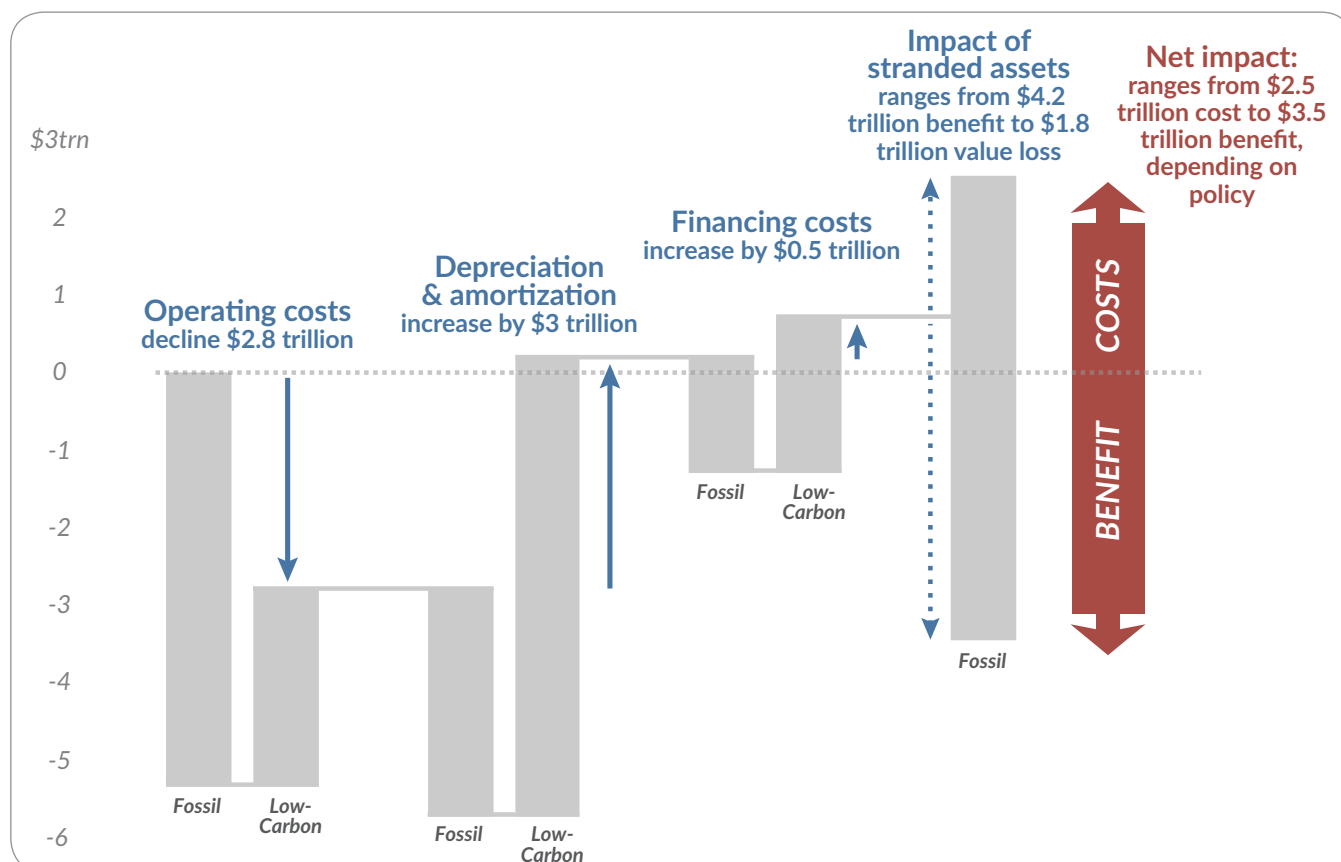 Impact of
stranded assets
ranges from $4.2
trillion benefit to $1.8
trillion value loss
Net impact:
ranges from $2.5
trillion cost to $3.5
trillion benefit,
depending on
policy
$3trn
2
1
0
-1
-2
-3
-4
-5
-6
Financing costs
increase by $0.5 trillion
Depreciation
& amortization
increase by $3 trillion
Operating costs
decline $2.8 trillion
COSTS
BENEFIT
Fossil
Low-
Carbon
Fossil
Low-
Carbon
Fossil
Low-
Carbon
Fossil